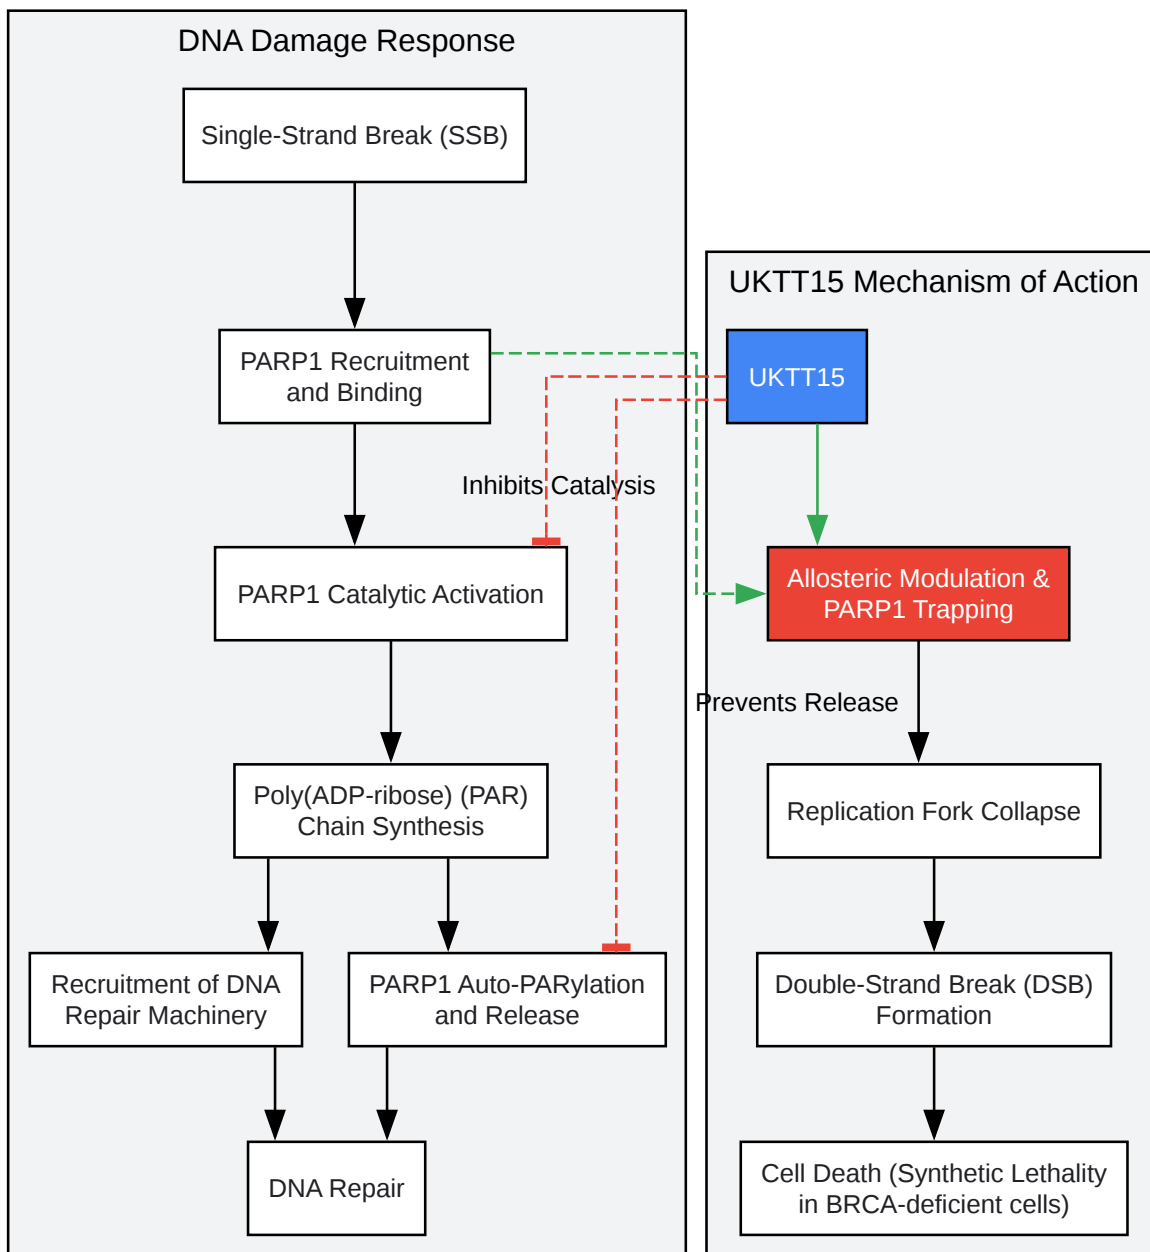 DNA Damage Response
Single-Strand Break (SSB)
PARP1 Recruitment
and Binding
Inhibits Catalysis
PARP1 Catalytic Activation
Poly(ADP-ribose) (PAR)
Chain Synthesis
Recruitment of DNA
Repair Machinery
PARP1 Auto-PARylation
and Release
DNA Repair
UKTT15 Mechanism of Action
UKTT15
Allosteric Modulation &
PARP1 Trapping
Prevents Release
Replication Fork Collapse
Double-Strand Break (DSB)
Formation
Cell Death (Synthetic Lethality
in BRCA-deficient cells)